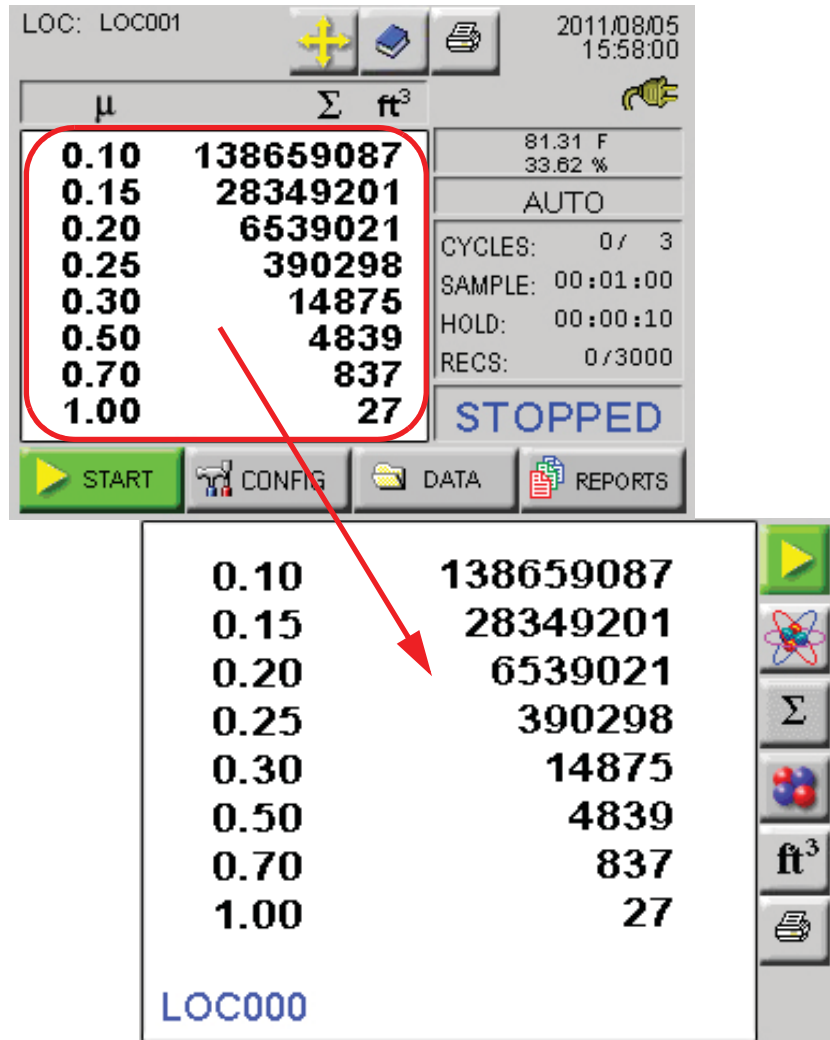 LOC: LOC001
2011/08/05
15:58:00
μ Σ ft³
0.10 138659087
0.15 28349201
0.20 6539021
0.25 390298
0.30 14875
0.50 4839
0.70 837
1.00 27
81.31 F
33.62 %
AUTO
CYCLES: 0/ 3
SAMPLE: 00:01:00
HOLD: 00:00:10
RECS: 0/3000
STOPPED
START CONFIG DATA REPORTS
0.10 138659087
0.15 28349201
0.20 6539021
0.25 390298
0.30 14875
0.50 4839
0.70 837
1.00 27
LOC000
Σ
ft³